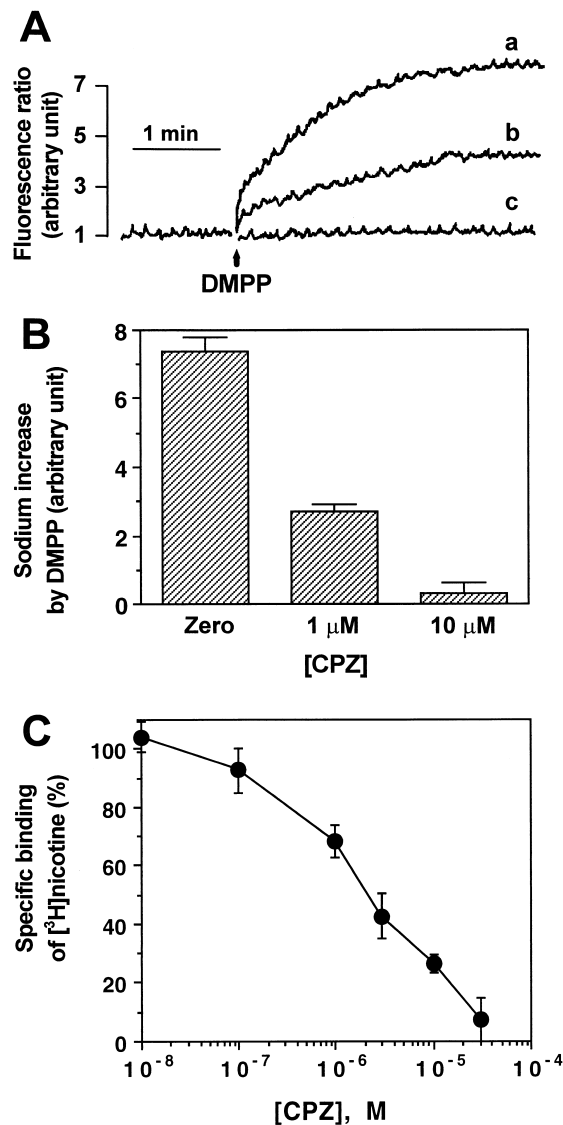 A
Fluorescence ratio
(arbitrary unit)
7
5
3
1
1 min
a
b
c
DMPP
B
Sodium increase
by DMPP (arbitrary unit)
8
6
4
2
0
Zero
1 μM
10 μM
[CPZ]
C
Specific binding
of [³H]nicotine (%)
100
80
60
40
20
0
10⁻⁸
10⁻⁷
10⁻⁶
10⁻⁵
10⁻⁴
[CPZ], M